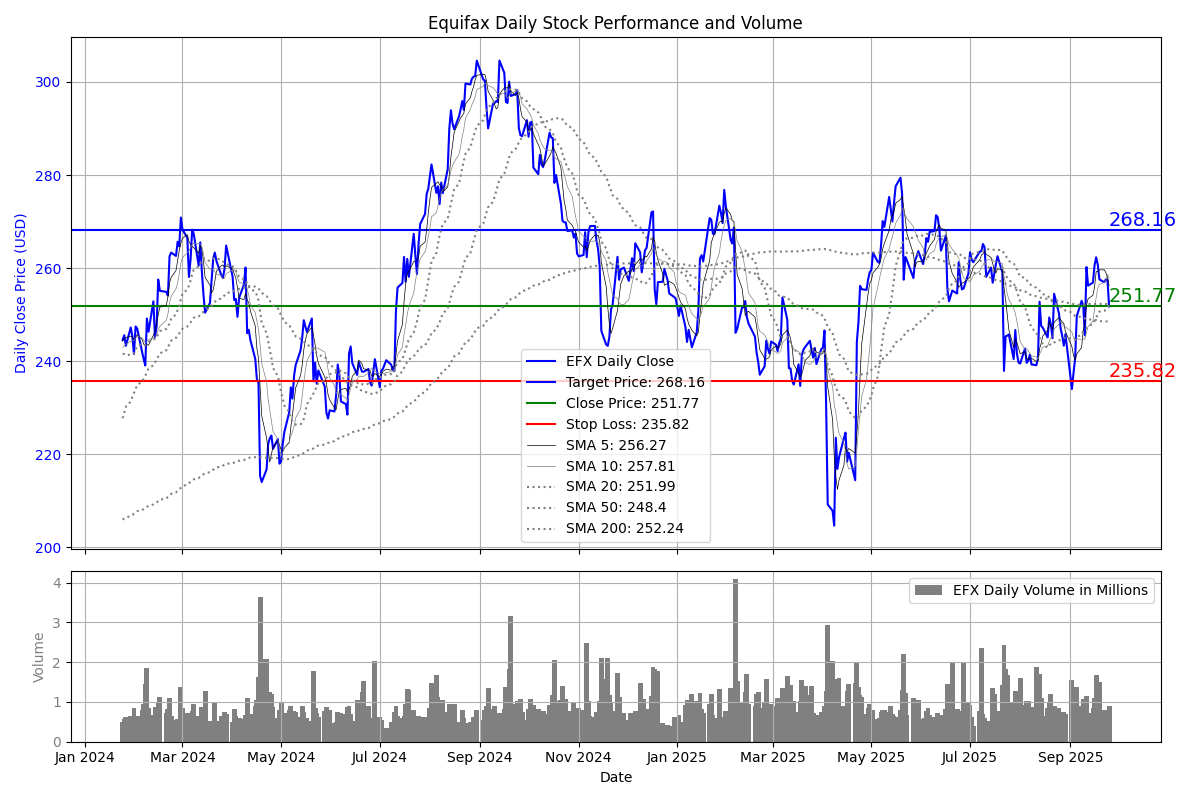 Equifax Daily Stock Performance and Volume
Daily Close Price (USD)
300
280
260
240
220
200
268.16
251.77
235.82
EFX Daily Close
Target Price: 268.16
Close Price: 251.77
Stop Loss: 235.82
SMA 5: 256.27
SMA 10: 257.81
SMA 20: 251.99
SMA 50: 248.4
SMA 200: 252.24
Volume
4
3
2
1
0
EFX Daily Volume in Millions
Jan 2024 Mar 2024 May 2024 Jul 2024 Sep 2024 Nov 2024 Jan 2025 Mar 2025 May 2025 Jul 2025 Sep 2025
Date